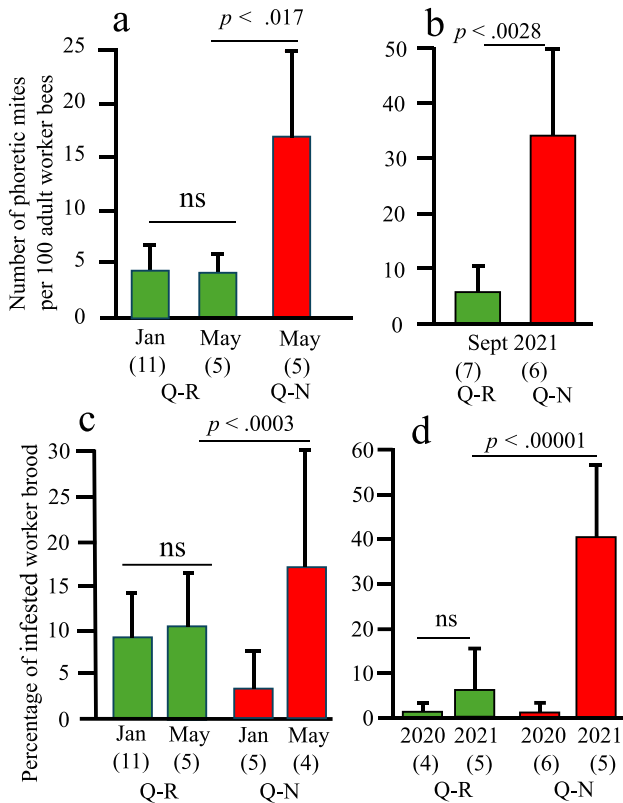 a
p < .017
25
20
15
10
5
0
ns
Number of phoretic mites
per 100 adult worker bees
Jan May May
(11) (5) (5)
Q-R Q-N
b
p < .0028
50
40
30
20
10
0
Sept 2021
(7) (6)
Q-R Q-N
c
p < .0003
30
25
20
15
10
5
0
ns
Percentage of infested worker brood
Jan May Jan May
(11) (5) (5) (4)
Q-R Q-N
d
p < .00001
60
50
40
30
20
10
0
ns
2020 2021 2020 2021
(4) (5) (6) (5)
Q-R Q-N